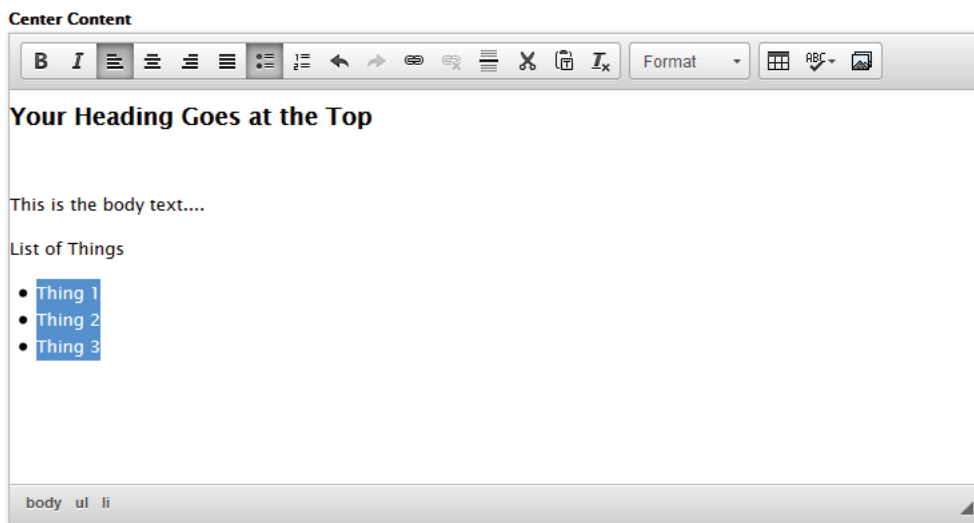 Center Content
B I Format ABC
Your Heading Goes at the Top
This is the body text....
List of Things
Thing 1
Thing 2
Thing 3
body ul li